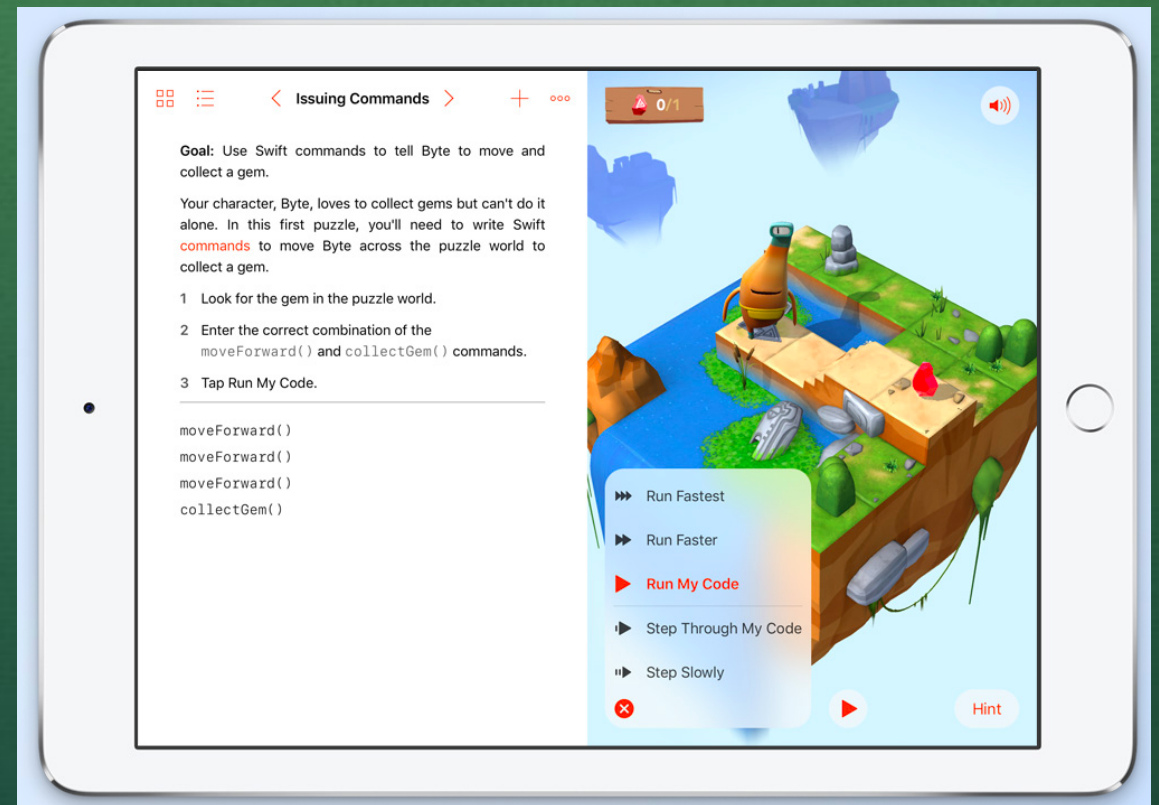 Issuing Commands
Goal: Use Swift commands to tell Byte to move and
collect a gem.
Your character, Byte, loves to collect gems but can't do it
alone. In this first puzzle, you'll need to write Swift
commands to move Byte across the puzzle world to
collect a gem.
1 Look for the gem in the puzzle world.
2 Enter the correct combination of the
moveForward() and collectGem() commands.
3 Tap Run My Code.
moveForward()
moveForward()
moveForward()
collectGem()
0/1
Run Fastest
Run Faster
Run My Code
Step Through My Code
Step Slowly
Hint